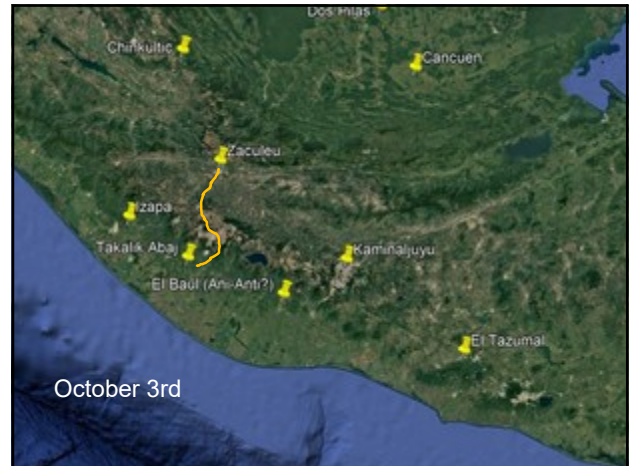 Dos Pilas
Chinkultic
Cancuen
Zaculeu
Izapa
Takalik Abaj
Kaminaljuyu
El Baúl (Ani-Anti?)
El Tazumal
October 3rd